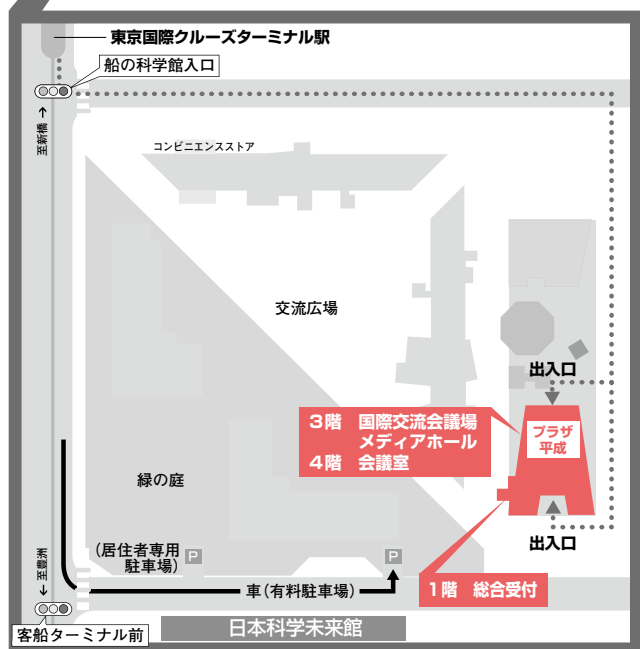 東京国際クルーズターミナル駅
船の科学館入口
至新橋→
コンビニエンスストア
交流広場
出入口
3階 国際交流会議場
メディアホール
4階 会議室
プラザ
平成
緑の庭
(居住者専用
駐車場)
P
P
出入口
←至豊洲
車(有料駐車場)
1階 総合受付
客船ターミナル前
日本科学未来館